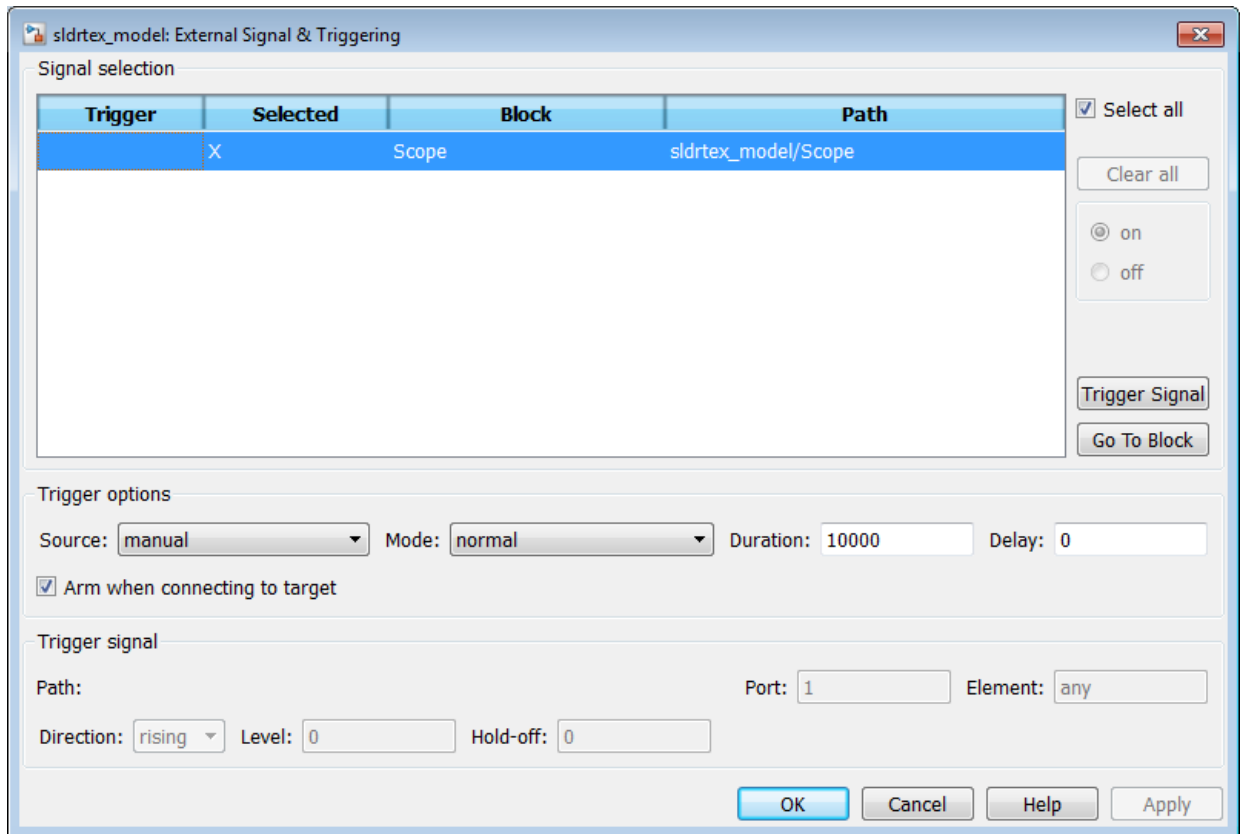 sldrtex_model: External Signal & Triggering
Signal selection
Trigger Selected Block Path
X Scope sldrtex_model/Scope
Select all
Clear all
on
off
Trigger Signal
Go To Block
Trigger options
Source: manual Mode: normal Duration: 10000 Delay: 0
Arm when connecting to target
Trigger signal
Path: Port: 1 Element: any
Direction: rising Level: 0 Hold-off: 0
OK Cancel Help Apply